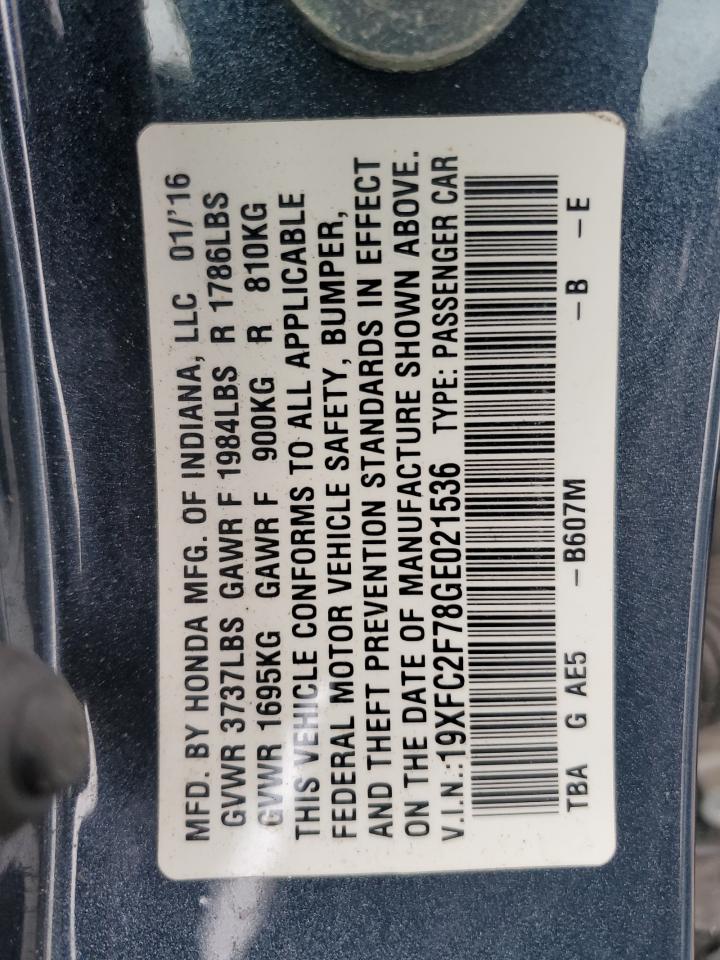 MFD. BY HONDA MFG. OF INDIANA, LLC 01/'16
GVWR 3737LBS GAWR F 1984LBS R 1786LBS
GVWR 1695KG GAWR F 900KG R 810KG
THIS VEHICLE CONFORMS TO ALL APPLICABLE
FEDERAL MOTOR VEHICLE SAFETY, BUMPER,
AND THEFT PREVENTION STANDARDS IN EFFECT
ON THE DATE OF MANUFACTURE SHOWN ABOVE.
V.I.N.:19XFC2F78GE021536 TYPE: PASSENGER CAR
TBA G AE5 – B607M – B – E